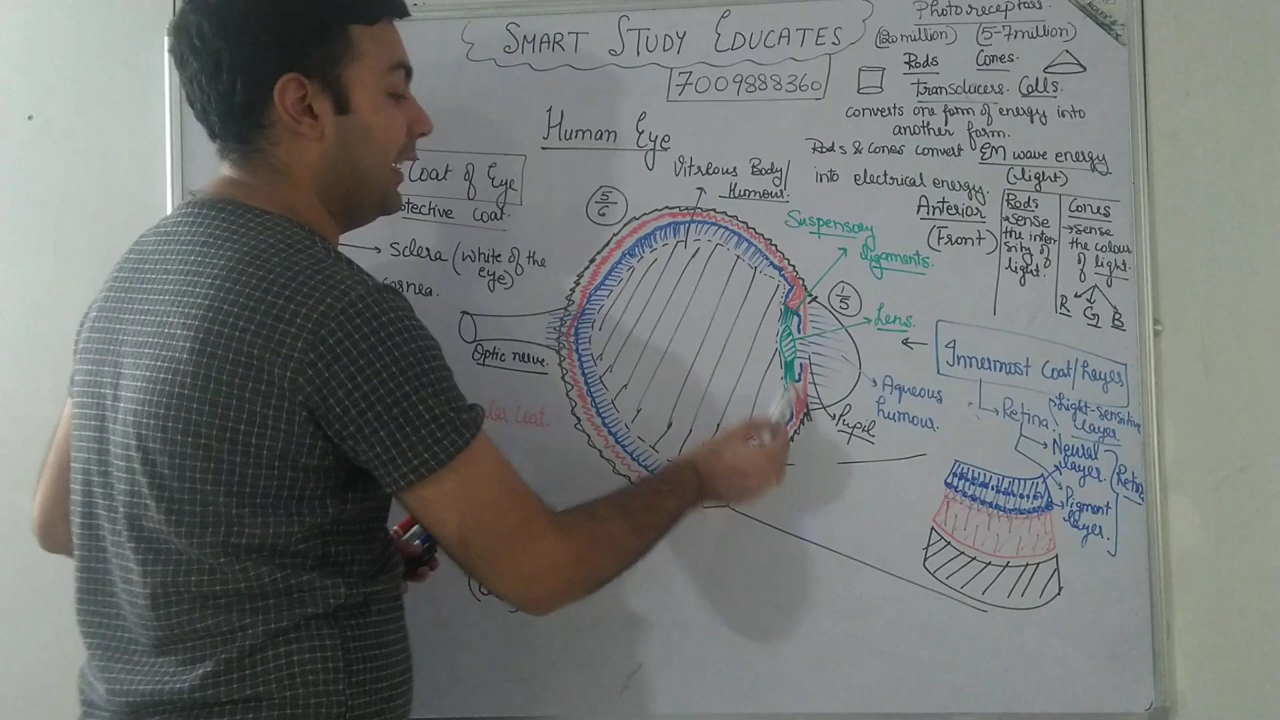 SMART STUDY EDUCATES
7009888360
Human Eye
Coat of Eye
otective coat.
sclera (white of the
eye)
cornea.
Optic nerve.
coat.
5/6
Vitreous Body/
Humour.
Suspensory
ligaments.
1/5
Lens.
Aqueous
humour.
Pupil
Photoreceptors.
(120 million) (5-7 million)
Rods Cones.
transducers Cells.
converts one form of energy into
another form.
Rods & Cones convert EM wave energy
(light)
into electrical energy.
Anterior
(Front)
Rods
sense
the inten
sity of
light.
Cones
→sense
the colour
of light.
R G B
Innermost Coat/Layer
Retina.
Light-sensitive
layer.
Neural
layer.
Pigment
layer.
Retina